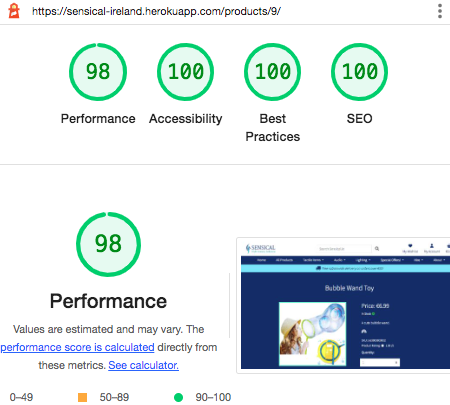 https://sensical-ireland.herokuapp.com/products/9/
98 100 100 100
Performance Accessibility Best Practices SEO
98
Performance
Values are estimated and may vary. The
performance score is calculated directly from
these metrics. See calculator.
0–49 50–89 90–100
SENSICAL
Bubble Wand Toy
Price: €6.99